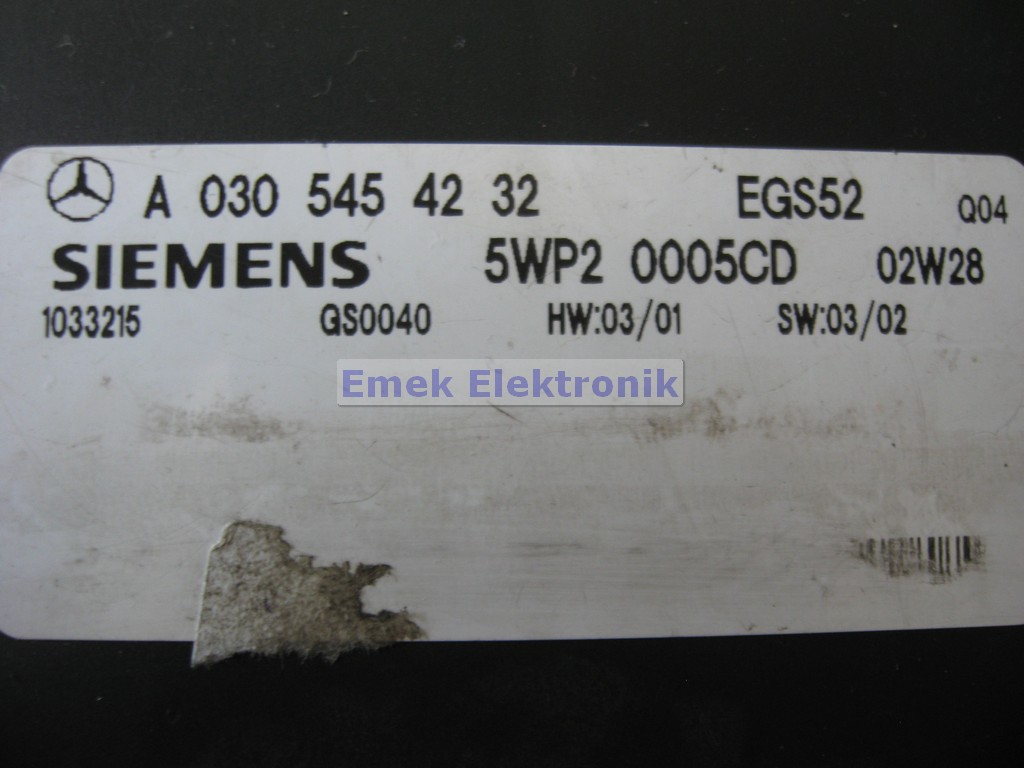 A 030 545 42 32 EGS52 Q04
SIEMENS 5WP2 0005CD 02W28
1033215 GS0040 HW:03/01 SW:03/02
Emek Elektronik